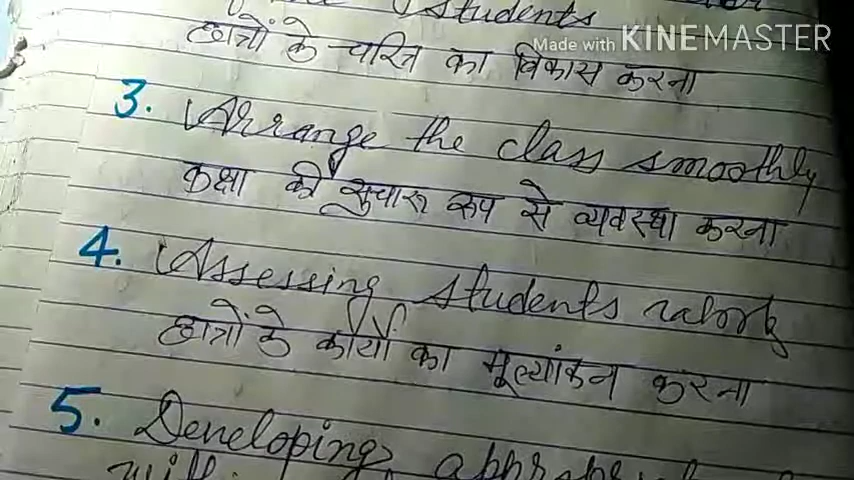 Students
Made with KINEMASTER
छात्रों के चरित्र का विकास करना
3. Arrange the class smoothly
कक्षा की सुचारू रूप से व्यवस्था करना
4. Assessing students work
छात्रों के कार्यों का मूल्यांकन करना
5. Developing
will